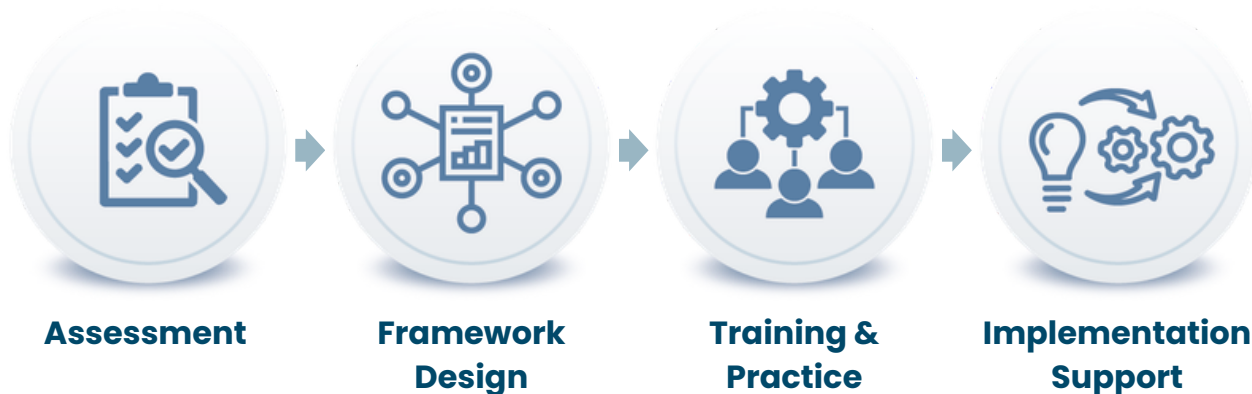 Assessment
Framework
Design
Training &
Practice
Implementation
Support